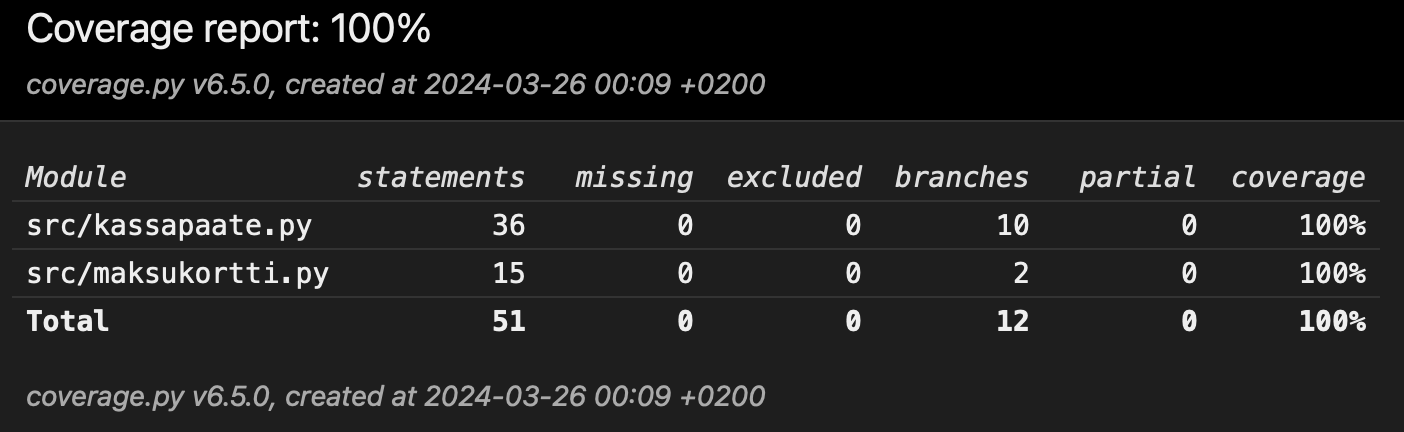 Coverage report: 100%
coverage.py v6.5.0, created at 2024-03-26 00:09 +0200
Module statements missing excluded branches partial coverage
src/kassapaate.py 36 0 0 10 0 100%
src/maksukortti.py 15 0 0 2 0 100%
Total 51 0 0 12 0 100%
coverage.py v6.5.0, created at 2024-03-26 00:09 +0200